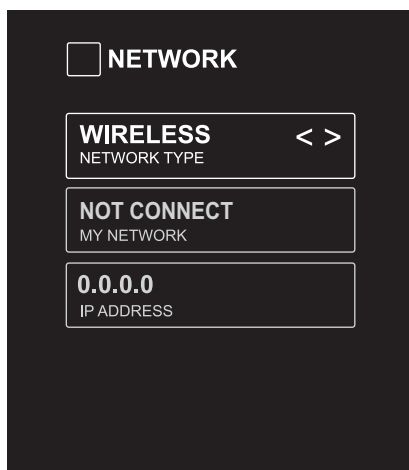 NETWORK
WIRELESS < >
NETWORK TYPE
NOT CONNECT
MY NETWORK
0.0.0.0
IP ADDRESS